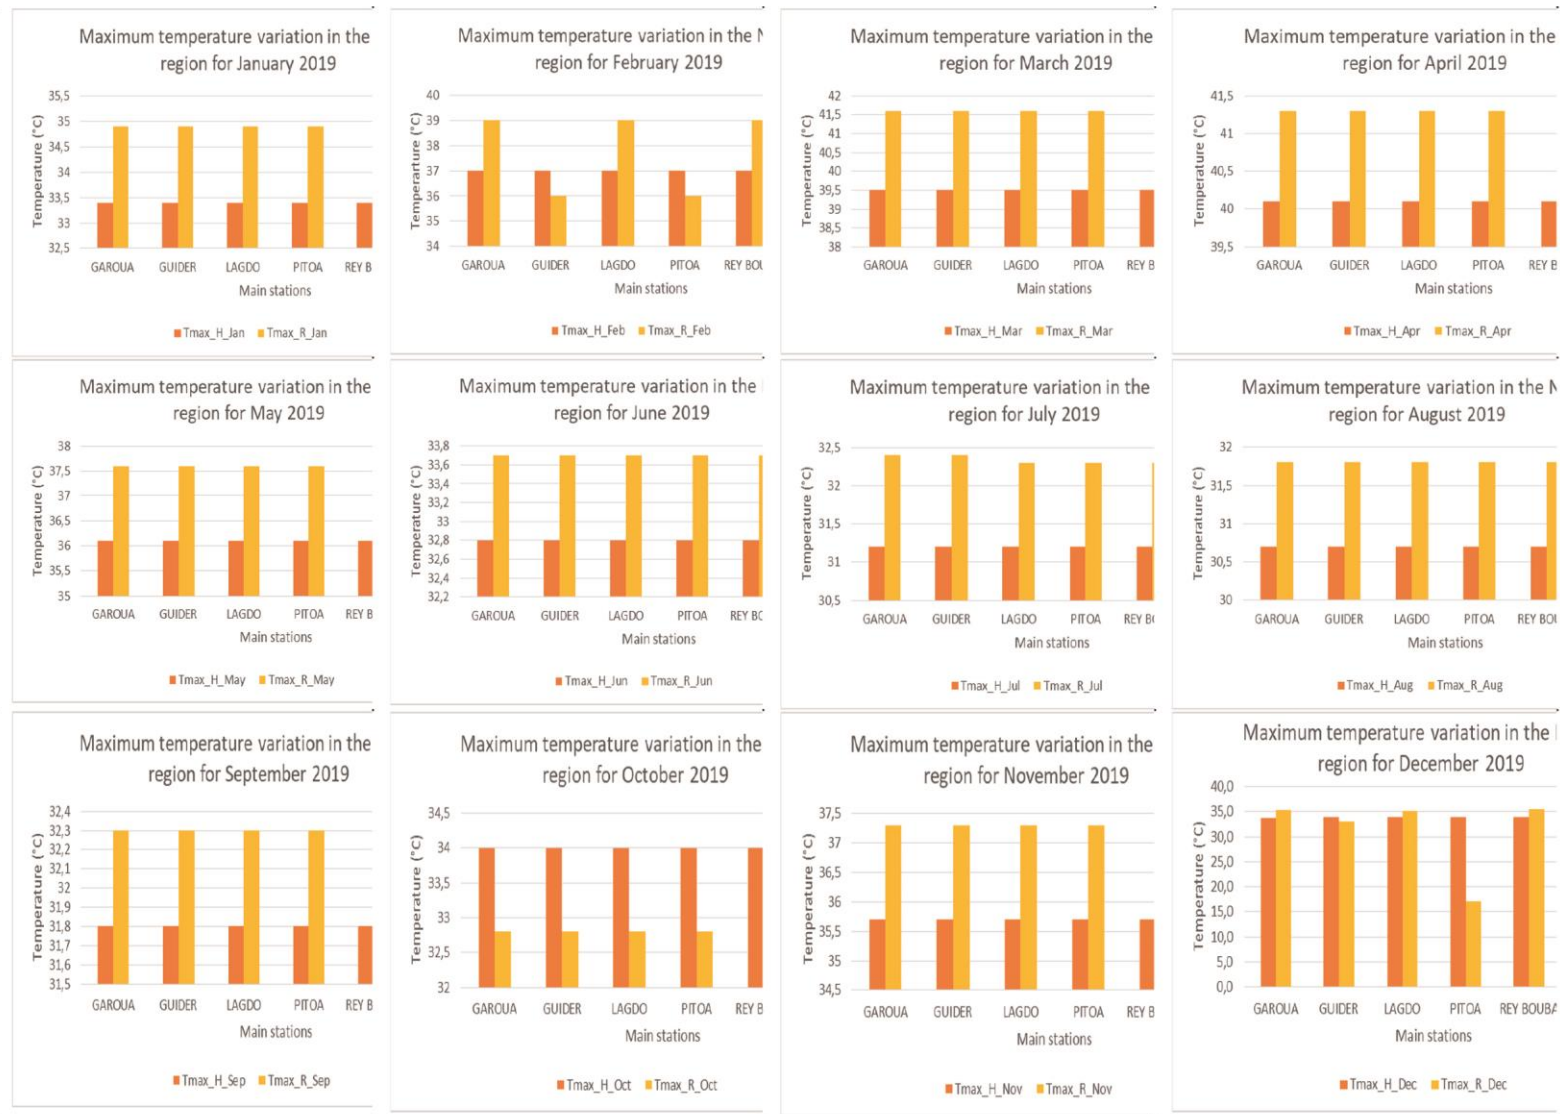 Maximum temperature variation in the
region for January 2019
35,5
35
34,5
34
33,5
33
32,5
Temperature (°C)
GAROUA GUIDER LAGDO PITOA REY B
Main stations
Tmax_H_Jan Tmax_R_Jan
Maximum temperature variation in the N
region for February 2019
40
39
38
37
36
35
34
Temperarture (°C)
GAROUA GUIDER LAGDO PITOA REY BOU
Main stations
Tmax_H_Feb Tmax_R_Feb
Maximum temperature variation in the
region for March 2019
42
41,5
41
40,5
40
39,5
39
38,5
38
Temperature (°C)
GAROUA GUIDER LAGDO PITOA REY B
Main stations
Tmax_H_Mar Tmax_R_Mar
Maximum temperature variation in the
region for April 2019
41,5
41
40,5
40
39,5
Temperature (°C)
GAROUA GUIDER LAGDO PITOA REY B
Main stations
Tmax_H_Apr Tmax_R_Apr
Maximum temperature variation in the
region for May 2019
38
37,5
37
36,5
36
35,5
35
Temperature (°C)
GAROUA GUIDER LAGDO PITOA REY B
Main stations
Tmax_H_May Tmax_R_May
Maximum temperature variation in the
region for June 2019
33,8
33,6
33,4
33,2
33
32,8
32,6
32,4
32,2
Temperature (°C)
GAROUA GUIDER LAGDO PITOA REY BO
Main stations
Tmax_H_Jun Tmax_R_Jun
Maximum temperature variation in the
region for July 2019
32,5
32
31,5
31
30,5
Temperature (°C)
GAROUA GUIDER LAGDO PITOA REY B
Main stations
Tmax_H_Jul Tmax_R_Jul
Maximum temperature variation in the N
region for August 2019
32
31,5
31
30,5
30
Temperature (°C)
GAROUA GUIDER LAGDO PITOA REY BOU
Main stations
Tmax_H_Aug Tmax_R_Aug
Maximum temperature variation in the
region for September 2019
32,4
32,3
32,2
32,1
32
31,9
31,8
31,7
31,6
31,5
Temperature (°C)
GAROUA GUIDER LAGDO PITOA REY B
Main stations
Tmax_H_Sep Tmax_R_Sep
Maximum temperature variation in the
region for October 2019
34,5
34
33,5
33
32,5
32
Temperature (°C)
GAROUA GUIDER LAGDO PITOA REY B
Main stations
Tmax_H_Oct Tmax_R_Oct
Maximum temperature variation in the
region for November 2019
37,5
37
36,5
36
35,5
35
34,5
Temperature (°C)
GAROUA GUIDER LAGDO PITOA REY B
Main stations
Tmax_H_Nov Tmax_R_Nov
Maximum temperature variation in the
region for December 2019
40,0
35,0
30,0
25,0
20,0
15,0
10,0
5,0
0,0
Temperature (°C)
GAROUA GUIDER LAGDO PITOA REY BOUBA
Main stations
Tmax_H_Dec Tmax_R_Dec